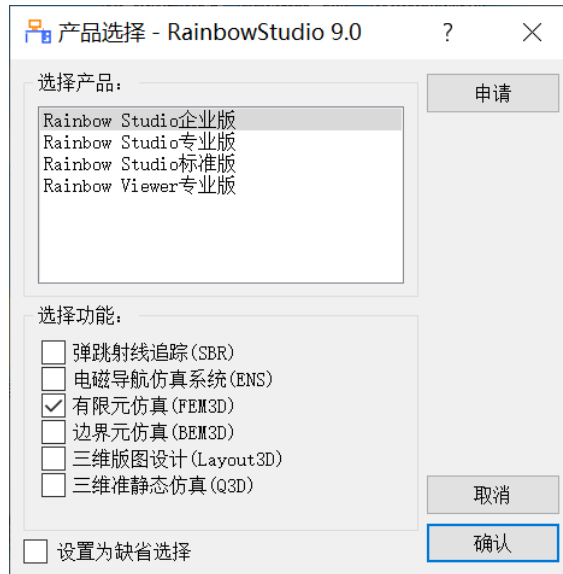 产品选择 - RainbowStudio 9.0
?
选择产品：
申请
Rainbow Studio企业版
Rainbow Studio专业版
Rainbow Studio标准版
Rainbow Viewer专业版
选择功能：
弹跳射线追踪(SBR)
电磁导航仿真系统(ENS)
有限元仿真(FEM3D)
边界元仿真(BEM3D)
三维版图设计(Layout3D)
三维准静态仿真(Q3D)
取消
设置为缺省选择
确认